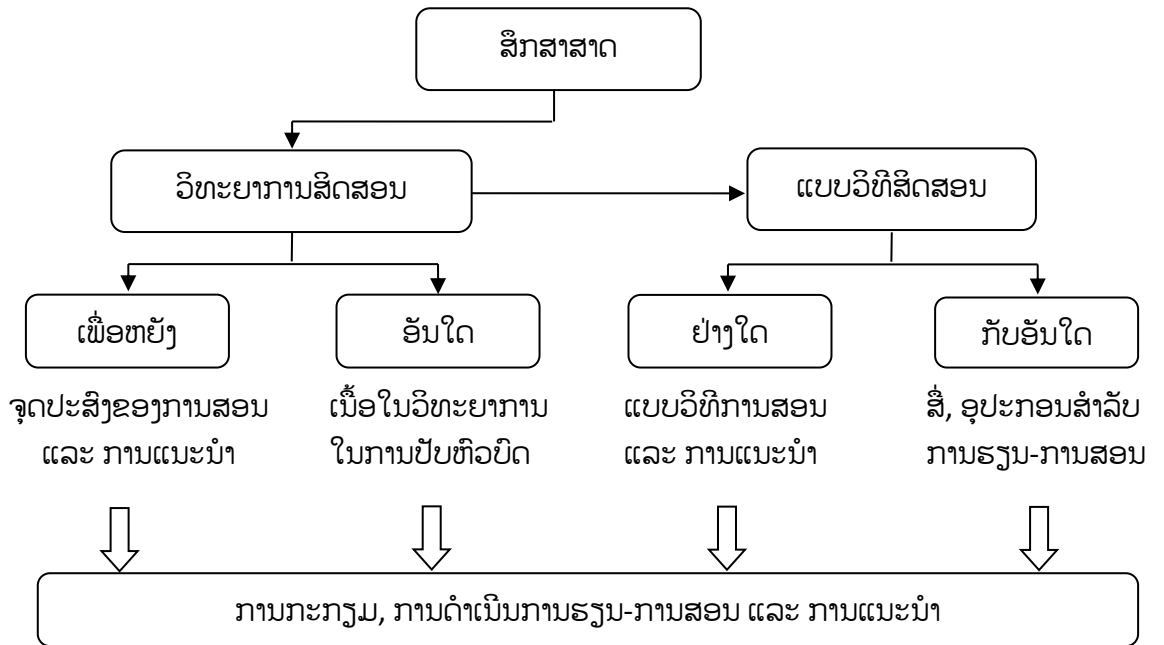 ສຶກສາສາດ
ວິທະຍາການສິດສອນ
ແບບວິທີສິດສອນ
ເພື່ອຫຍັງ
ອັນໃດ
ຢ່າງໃດ
ກັບອັນໃດ
ຈຸດປະສົງຂອງການສອນ
ແລະ ການແນະນຳ
ເນື້ອໃນວິທະຍາການ
ໃນການປັບຫົວບົດ
ແບບວິທີການສອນ
ແລະ ການແນະນຳ
ສື່, ອຸປະກອນສຳລັບ
ການຮຽນ-ການສອນ
ການກະກຽມ, ການດຳເນີນການຮຽນ-ການສອນ ແລະ ການແນະນຳ